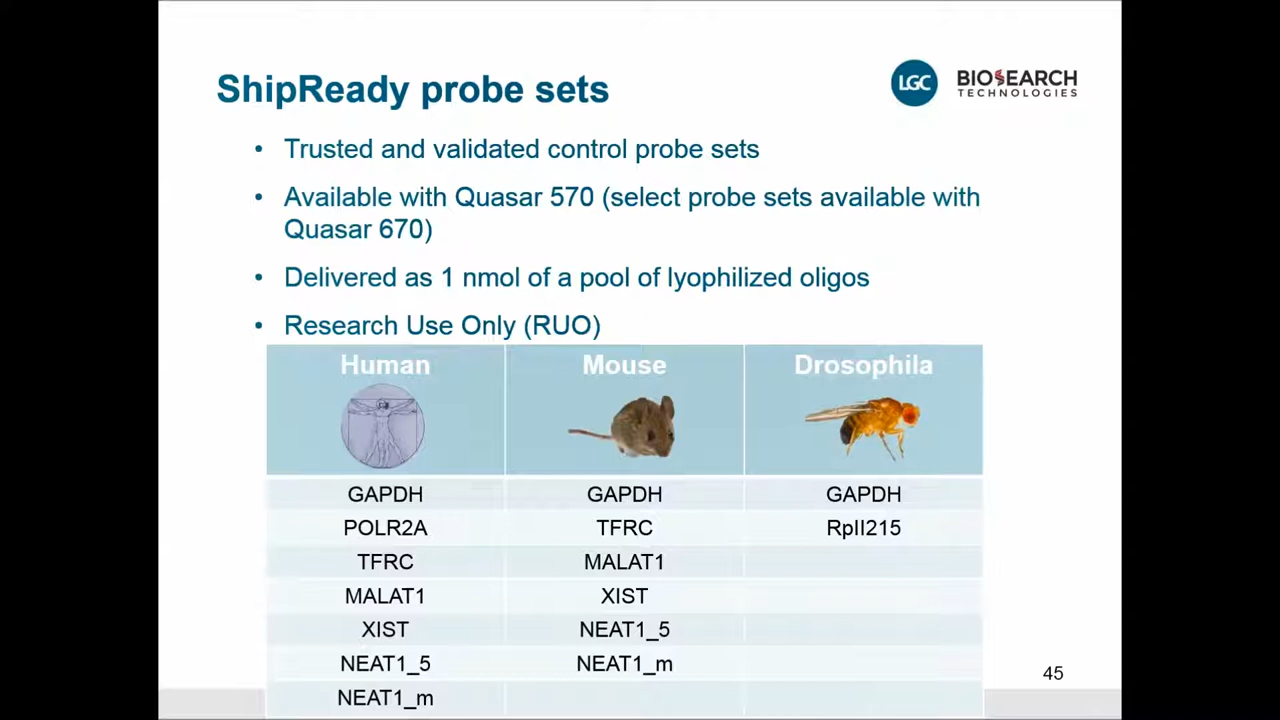 ShipReady probe sets
LGC
BIOSEARCH
TECHNOLOGIES
• Trusted and validated control probe sets
• Available with Quasar 570 (select probe sets available with
Quasar 670)
• Delivered as 1 nmol of a pool of lyophilized oligos
• Research Use Only (RUO)
Human Mouse Drosophila
GAPDH GAPDH GAPDH
POLR2A TFRC RpII215
TFRC MALAT1
MALAT1 XIST
XIST NEAT1_5
NEAT1_5 NEAT1_m
NEAT1_m
45